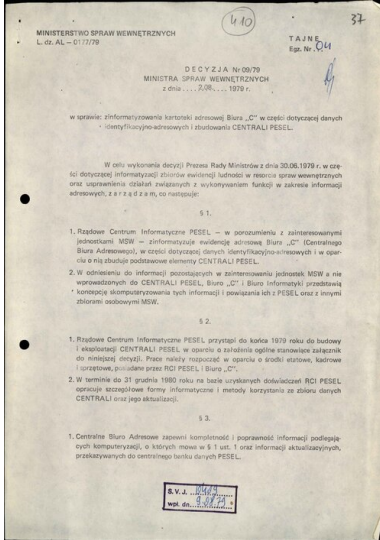 410
37
MINISTERSTWO SPRAW WEWNĘTRZNYCH
L. dz. AL – 0177/79
TAJNE
Egz. Nr
DECYZJA Nr 09/79
MINISTRA SPRAW WEWNĘTRZNYCH
z dnia .... 2.08. .... 1979 r.
w sprawie: zinformatyzowania kartoteki adresowej Biura „C" w części dotyczącej danych
identyfikacyjno-adresowych i zbudowania CENTRALI PESEL.
W celu wykonania decyzji Prezesa Rady Ministrów z dnia 30.06.1979 r. w czę-
ści dotyczącej informatyzacji zbiorów ewidencji ludności w resorcie spraw wewnętrznych
oraz usprawnienia działań związanych z wykonywaniem funkcji w zakresie informacji
adresowych, z a r z ą d z a m, co następuje:
§ 1.
1. Rządowe Centrum Informatyczne PESEL – w porozumieniu z zainteresowanymi
jednostkami MSW – zinformatyzuje ewidencję adresową Biura „C" (Centralnego
Biura Adresowego), w części dotyczącej danych identyfikacyjno-adresowych i w opar-
ciu o nią zbuduje podstawowe elementy CENTRALI PESEL.
2. W odniesieniu do informacji pozostających w zainteresowaniu jednostek MSW a nie
wprowadzonych do CENTRALI PESEL, Biuro „C" i Biuro Informatyki przedstawią
koncepcję skomputeryzowania tych informacji i powiązania ich z PESEL oraz z innymi
zbiorami osobowymi MSW.
§ 2.
1. Rządowe Centrum Informatyczne PESEL przystąpi do końca 1979 roku do budowy
i eksploatacji CENTRALI PESEL w oparciu o założenia ogólne stanowiące załącznik
do niniejszej decyzji. Prace należy rozpocząć w oparciu o środki etatowe, kadrowe
i sprzętowe, posiadane przez RCI PESEL i Biuro „C".
2. W terminie do 31 grudnia 1980 roku na bazie uzyskanych doświadczeń RCI PESEL
opracuje szczegółowe formy informatyczne i metody korzystania ze zbioru danych
CENTRALI oraz jego aktualizacji.
§ 3.
1. Centralne Biuro Adresowe zapewni kompletność i poprawność informacji podlegają-
cych komputeryzacji, o których mowa w § 1 ust. 1 oraz informacji aktualizacyjnych,
przekazywanych do centralnego banku danych PESEL.
S.V.J.
wpł. dn.